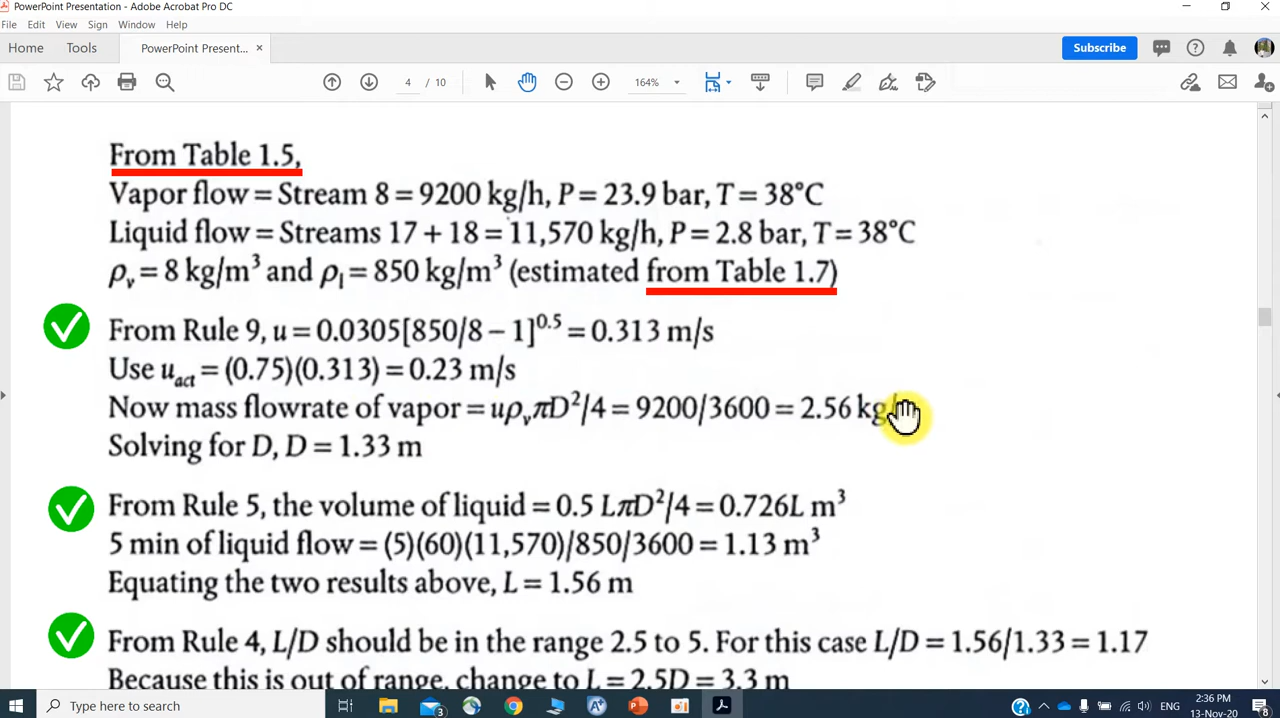 PowerPoint Presentation - Adobe Acrobat Pro DC
File Edit View Sign Window Help
Home Tools PowerPoint Present... × Subscribe
4 / 10 164%
From Table 1.5,
Vapor flow = Stream 8 = 9200 kg/h, P = 23.9 bar, T = 38°C
Liquid flow = Streams 17 + 18 = 11,570 kg/h, P = 2.8 bar, T = 38°C
ρv = 8 kg/m³ and ρl = 850 kg/m³ (estimated from Table 1.7)
From Rule 9, u = 0.0305[850/8 – 1]^0.5 = 0.313 m/s
Use uact = (0.75)(0.313) = 0.23 m/s
Now mass flowrate of vapor = uρvπD²/4 = 9200/3600 = 2.56 kg/
Solving for D, D = 1.33 m
From Rule 5, the volume of liquid = 0.5 LπD²/4 = 0.726L m³
5 min of liquid flow = (5)(60)(11,570)/850/3600 = 1.13 m³
Equating the two results above, L = 1.56 m
From Rule 4, L/D should be in the range 2.5 to 5. For this case L/D = 1.56/1.33 = 1.17
Because this is out of range, change to L = 2.5D = 3.3 m
Type here to search 3 ENG 2:36 PM 13-Nov-20 8